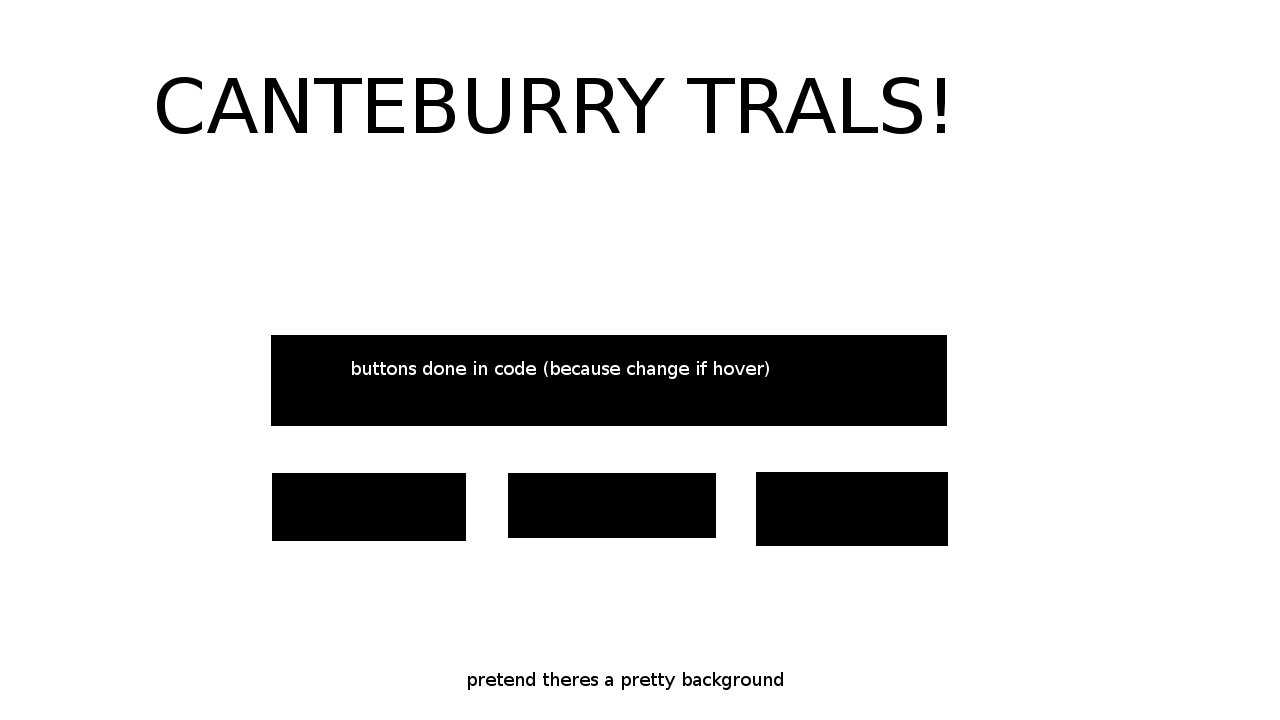 CANTEBURRY TRALS!
buttons done in code (because change if hover)
pretend theres a pretty background